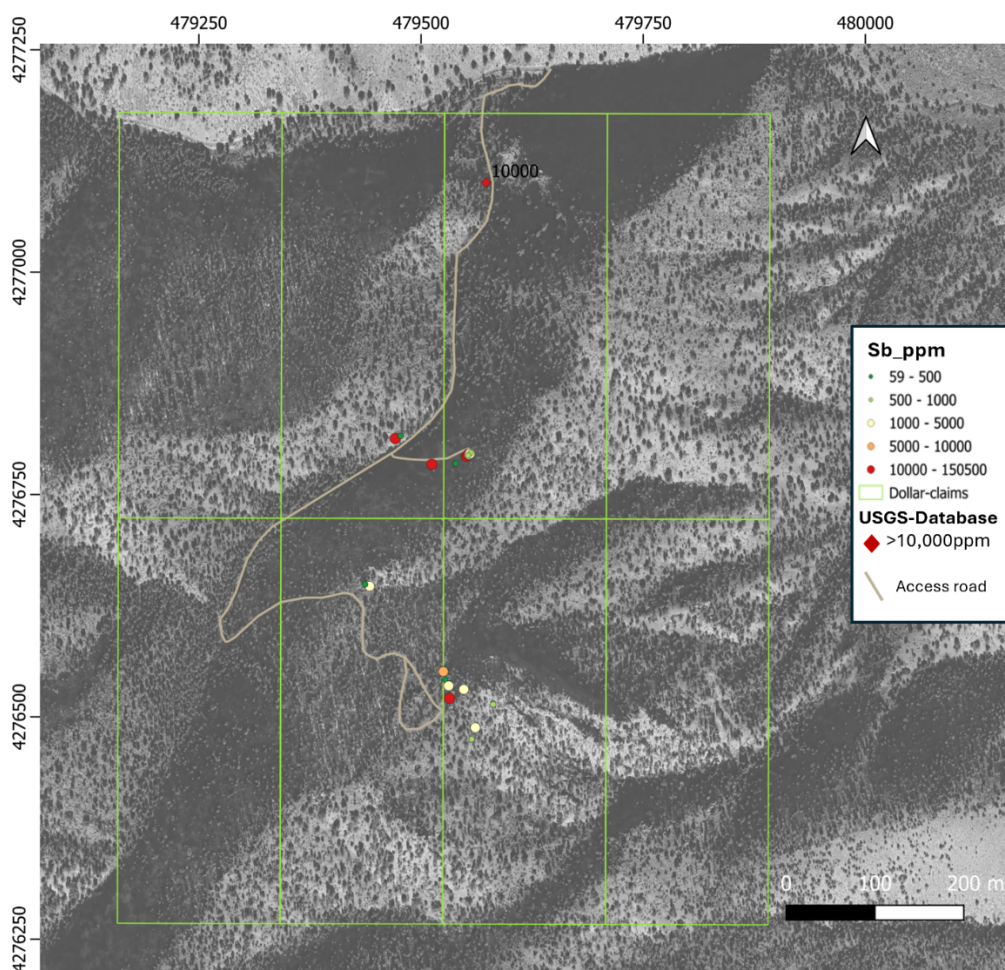 479250 479500 479750 480000
4277250
10000
4277000
Sb_ppm
59 - 500
500 - 1000
1000 - 5000
5000 - 10000
10000 - 150500
Dollar-claims
USGS-Database
>10,000ppm
Access road
4276750
4276500
0 100 200 m
4276250